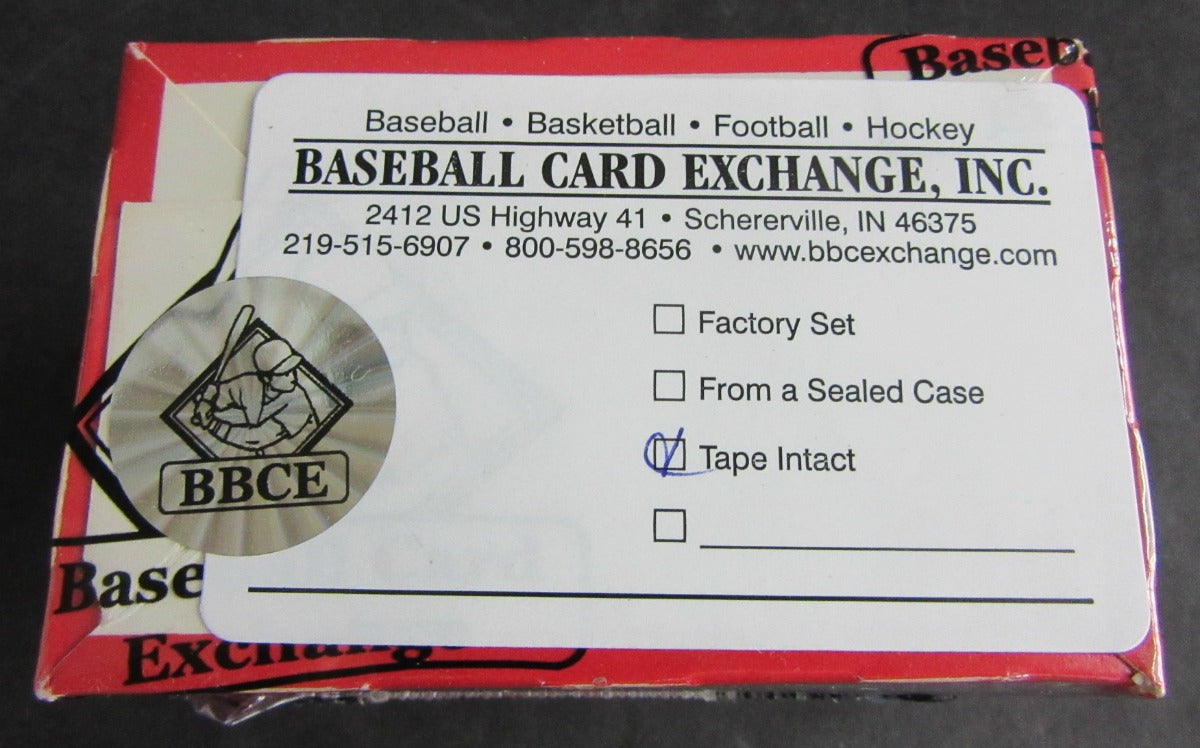 Baseb
Baseball • Basketball • Football • Hockey
BASEBALL CARD EXCHANGE, INC.
2412 US Highway 41 • Schererville, IN 46375
219-515-6907 • 800-598-8656 • www.bbcexchange.com
Factory Set
From a Sealed Case
Tape Intact
BBCE
Base
Exchange